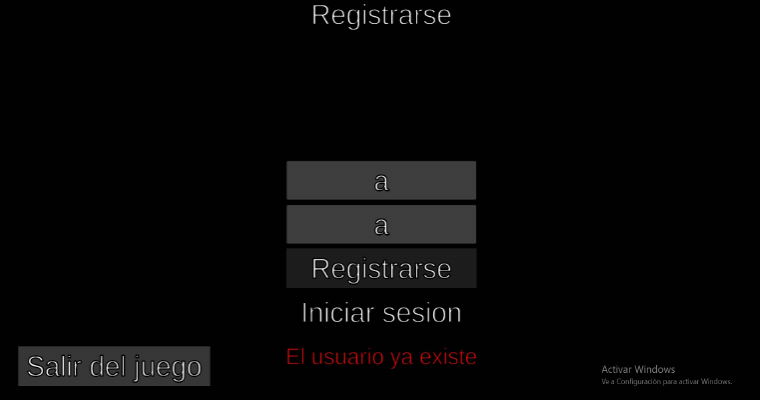 Registrarse
a
a
Registrarse
Iniciar sesion
El usuario ya existe
Salir del juego
Activar Windows
Ve a Configuración para activar Windows.